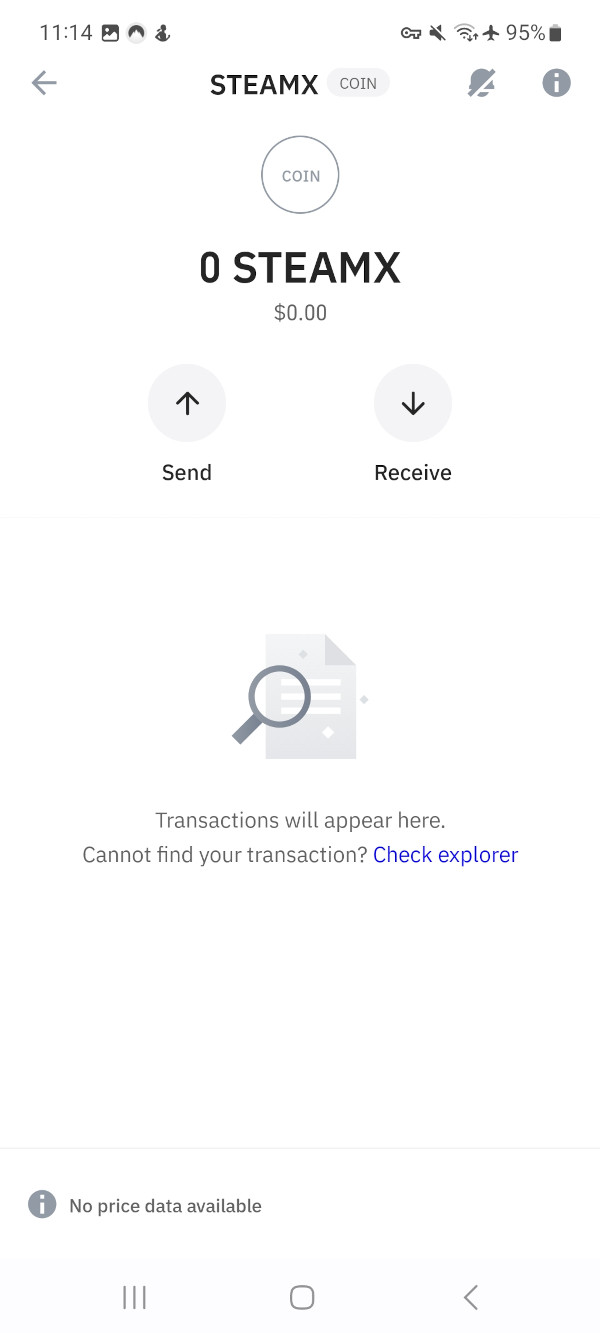 11:14
95%
STEAMX COIN
COIN
0 STEAMX
$0.00
Send
Receive
Transactions will appear here.
Cannot find your transaction? Check explorer
No price data available